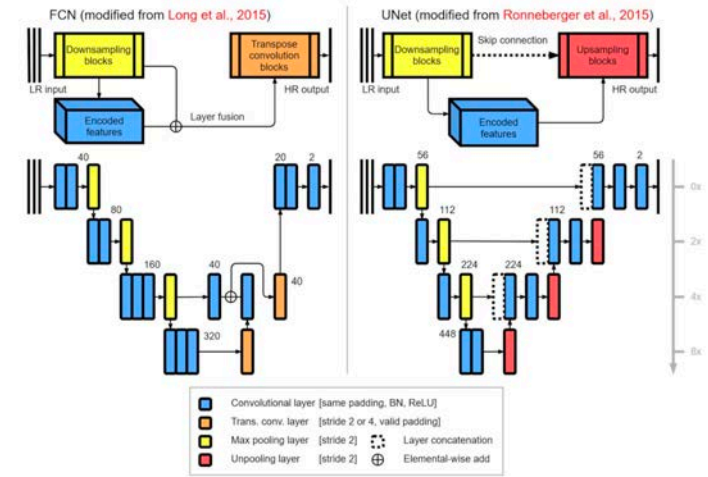 FCN (modified from Long et al., 2015)
Downsampling
blocks
Transpose
convolution
blocks
LR input
HR output
Encoded
features
Layer fusion
40
80
160
320
40
40
20
2
UNet (modified from Ronneberger et al., 2015)
Skip connection
Downsampling
blocks
Upsampling
blocks
LR input
HR output
Encoded
features
56
112
224
448
224
112
56
2
0x
2x
4x
6x
Convolutional layer [same padding, BN, ReLU]
Trans. conv. layer [stride 2 or 4, valid padding]
Max pooling layer [stride 2] Layer concatenation
Unpooling layer [stride 2] Elemental-wise add